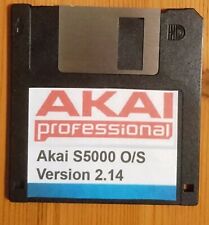 AKAI
professional
Akai S5000 O/S
Version 2.14